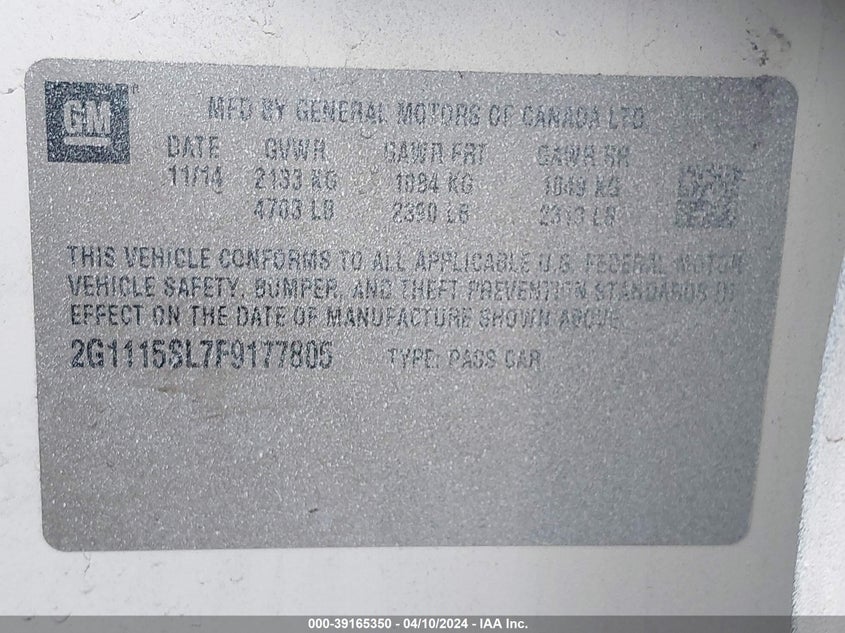 GM
MFD BY GENERAL MOTORS OF CANADA LTD
DATE GVWR GAWR FRT GAWR RR
11/14 2133 KG 1084 KG 1049 KG
4703 LB 2390 LB 2313 LB
THIS VEHICLE CONFORMS TO ALL APPLICABLE U.S. FEDERAL MOTOR
VEHICLE SAFETY, BUMPER, AND THEFT PREVENTION STANDARDS IN
EFFECT ON THE DATE OF MANUFACTURE SHOWN ABOVE.
2G1115SL7F9177805 TYPE: PASS CAR
000-39165350 - 04/10/2024 - IAA Inc.